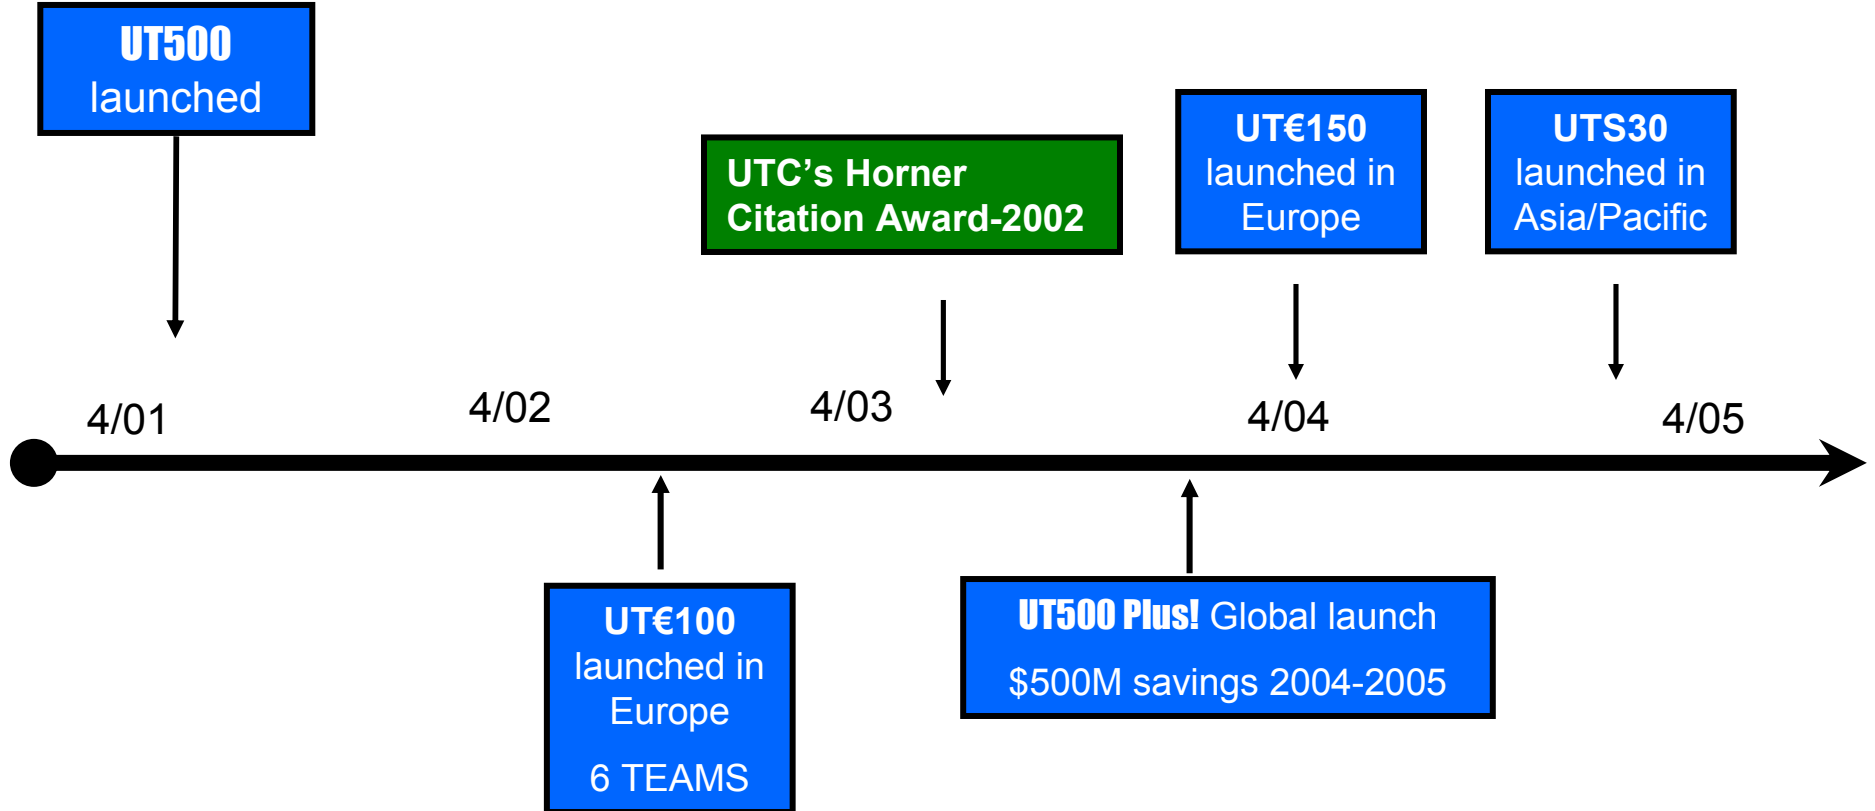 UT500
launched
UTC’s Horner
Citation Award-2002
UT€150
launched in
Europe
UTS30
launched in
Asia/Pacific
4/01
4/02
4/03
4/04
4/05
UT€100
launched in
Europe
6 TEAMS
UT500 Plus! Global launch
$500M savings 2004-2005